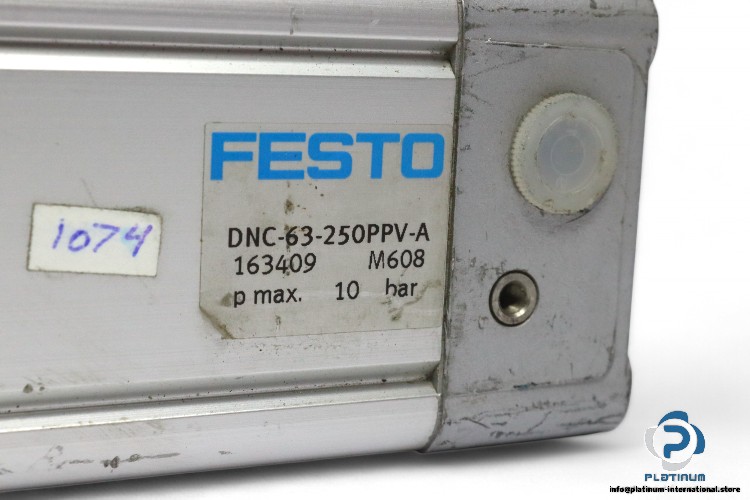 FESTO
DNC-63-250PPV-A
163409 M608
p max. 10 bar
1074
PLATINUM
info@platinum-international.store